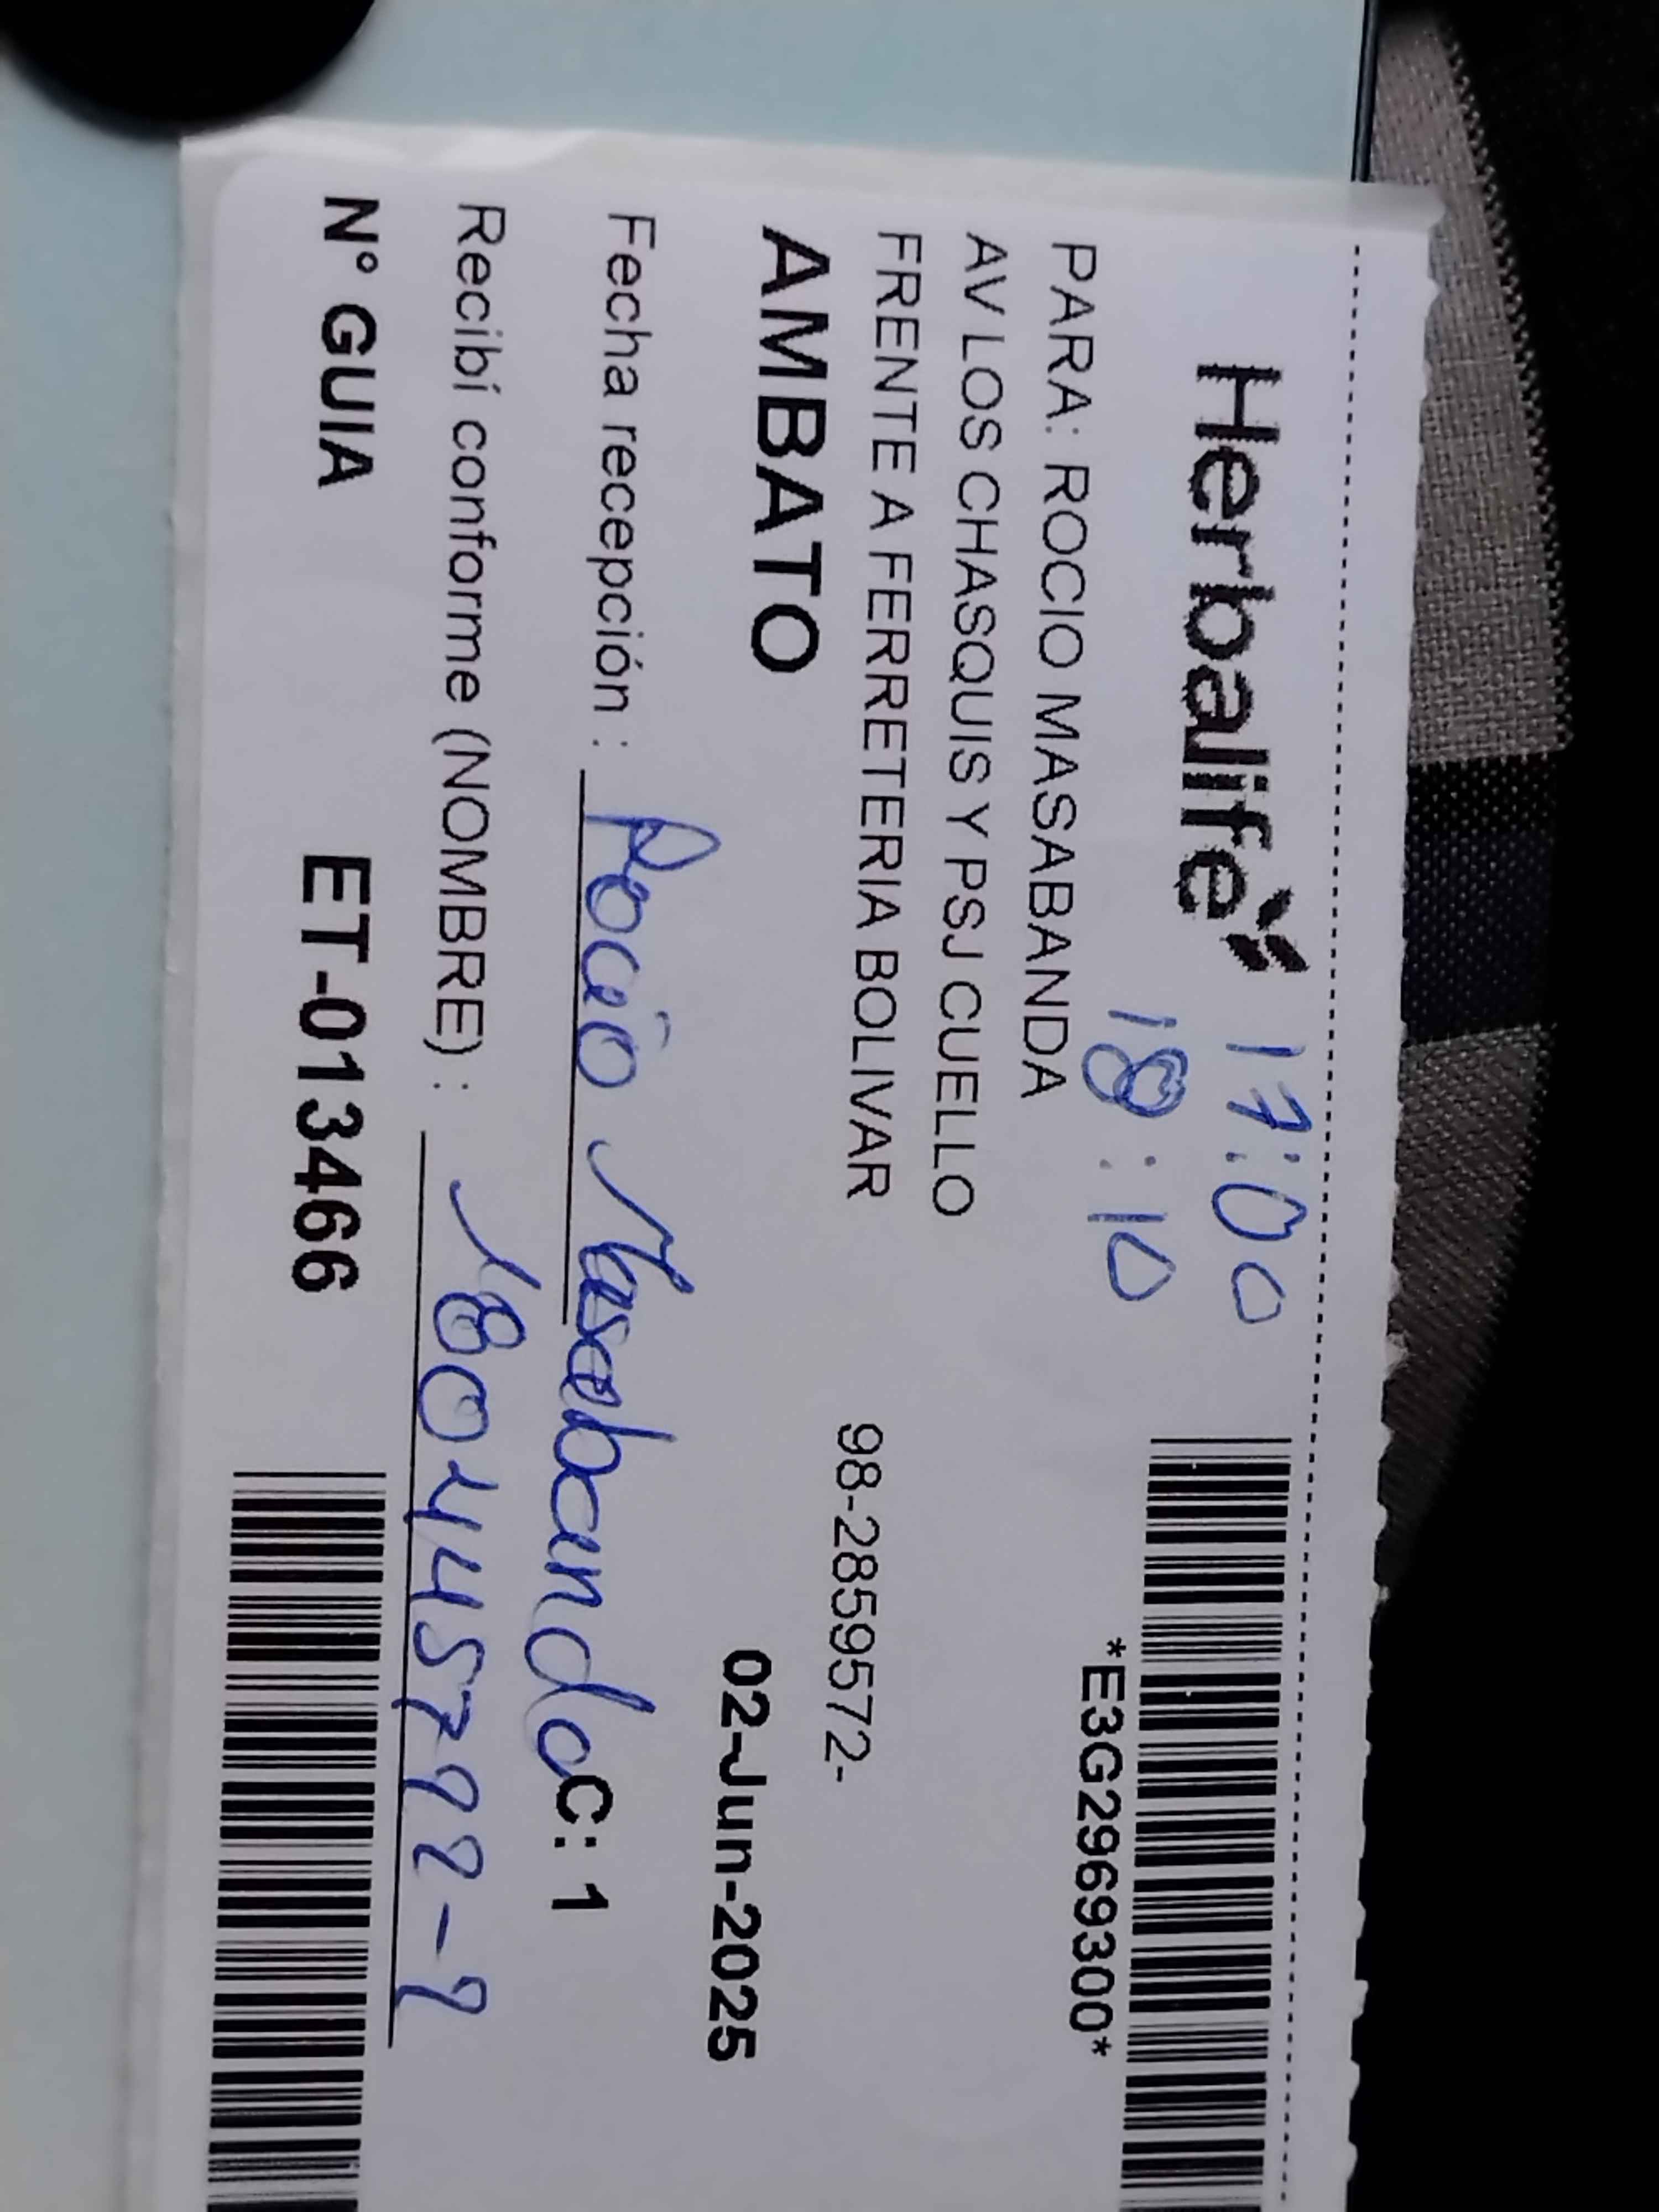 Herbalife 17:00
18:10
*E3G2969300*
PARA: ROCIO MASABANDA
AV LOS CHASQUIS Y PSJ CUELLO
FRENTE A FERRETERIA BOLIVAR 98-2859572-
AMBATO 02-Jun-2025
Fecha recepción : Rocío Masabanda C: 1
Recibí conforme (NOMBRE) : 180445799-9
N° GUIA ET-013466